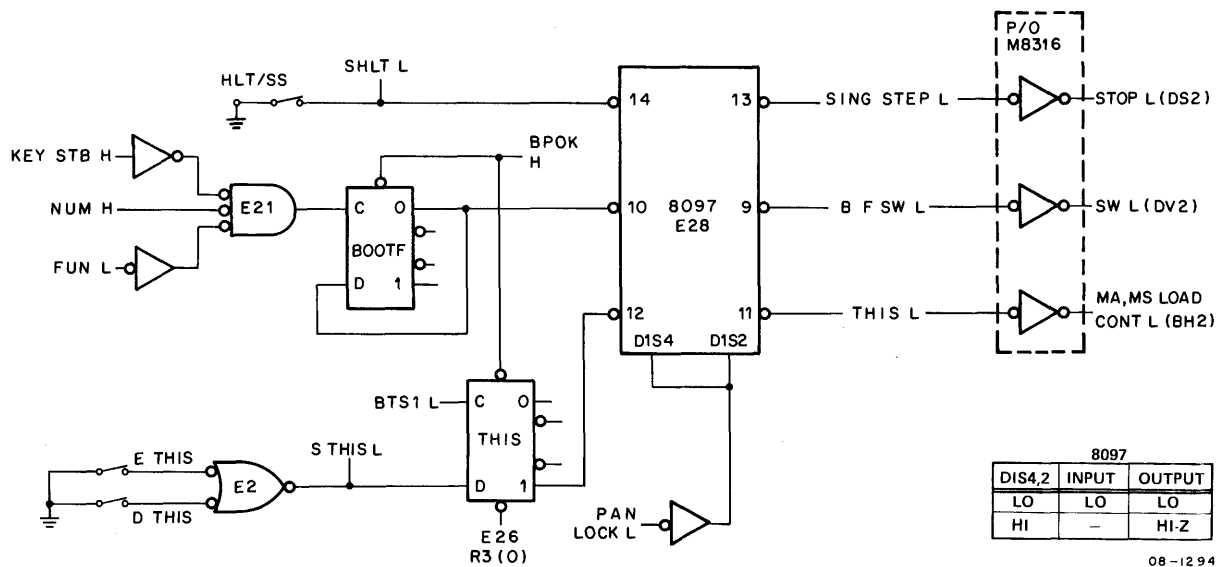 P/O
M8316
HLT/SS
SHLT L
14
13
SING STEP L
STOP L (DS2)
KEY STB H
BPOK
H
NUM H
E21
C
0
10
8097
E28
9
B F SW L
SW L (DV2)
BOOTF
FUN L
D
1
12
11
THIS L
MA, MS LOAD
CONT L (BH2)
DIS4
DIS2
BTS1 L
C
0
THIS
S THIS L
E THIS
E2
D
1
D THIS
PAN
LOCK L
E26
R3 (0)
8097
DIS4,2 INPUT OUTPUT
LO LO LO
HI – HI-Z
08-1294